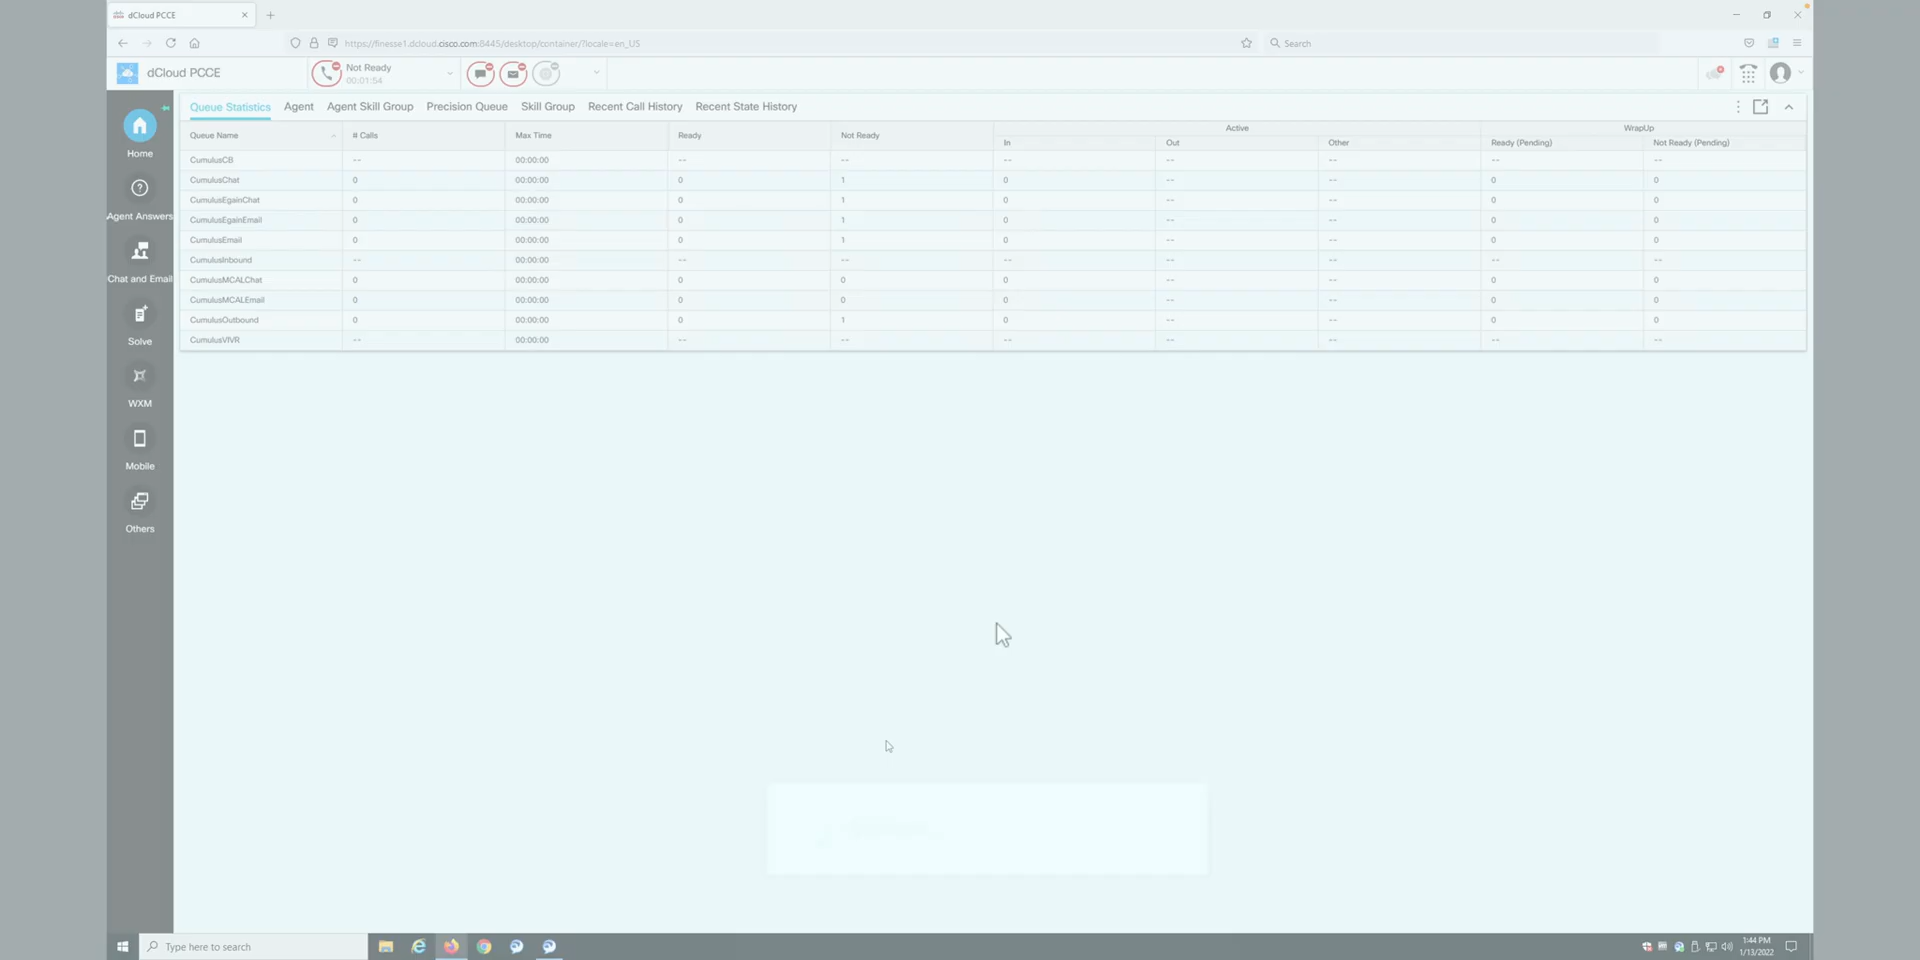 dCloud PCCE
https://finesse1.dcloud.cisco.com:8445/desktop/container/?locale=en_US
Search
dCloud PCCE
Not Ready
00:01:54
Home
Agent Answers
Chat and Email
Solve
WXM
Mobile
Others
Queue Statistics Agent Agent Skill Group Precision Queue Skill Group Recent Call History Recent State History
Active WrapUp
Queue Name # Calls Max Time Ready Not Ready In Out Other Ready (Pending) Not Ready (Pending)
CumulusCB -- 00:00:00 -- -- -- -- -- -- --
CumulusChat 0 00:00:00 0 1 0 -- -- 0 0
CumulusEgainChat 0 00:00:00 0 1 0 -- -- 0 0
CumulusEgainEmail 0 00:00:00 0 1 0 -- -- 0 0
CumulusEmail 0 00:00:00 0 1 0 -- -- 0 0
CumulusInbound -- 00:00:00 -- -- -- -- -- -- --
CumulusMCALChat 0 00:00:00 0 0 0 -- -- 0 0
CumulusMCALEmail 0 00:00:00 0 0 0 -- -- 0 0
CumulusOutbound 0 00:00:00 0 1 0 -- -- 0 0
CumulusVIVR -- 00:00:00 -- -- -- -- -- -- --
Type here to search
1:44 PM
1/13/2022